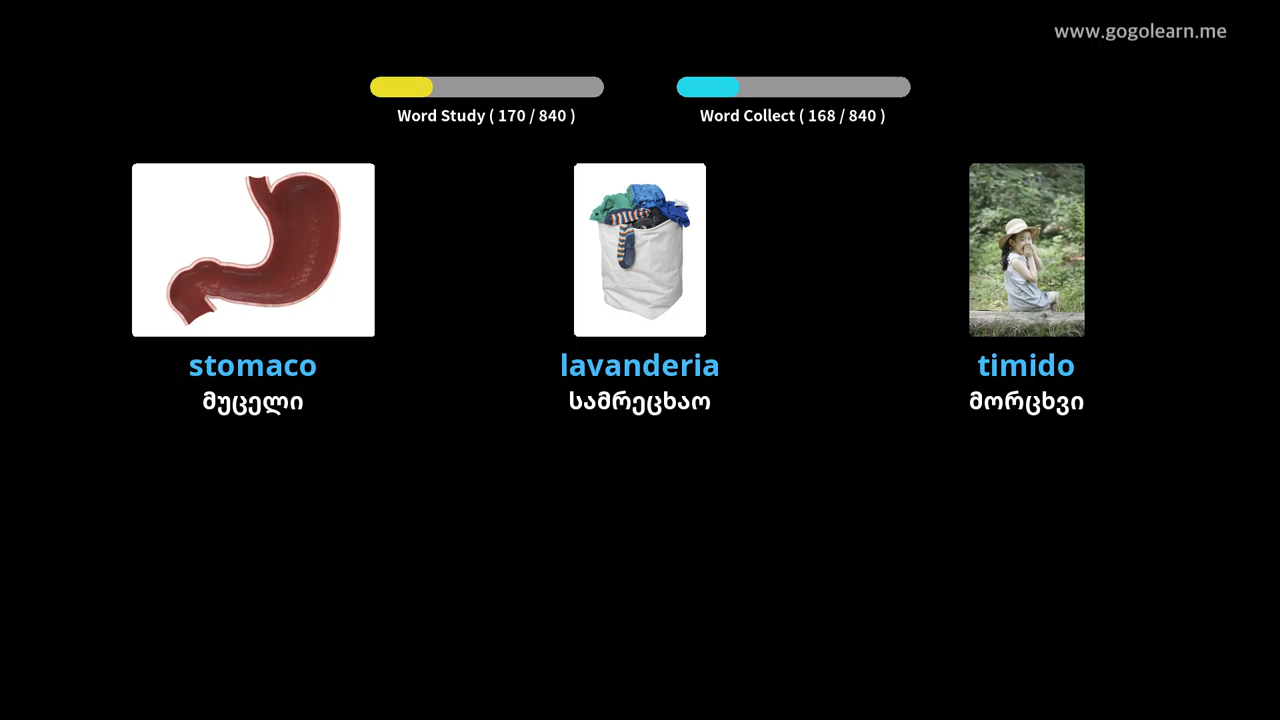 www.gogolearn.me
Word Study ( 170 / 840 )
Word Collect ( 168 / 840 )
stomaco
lavanderia
timido
მუცელი
სამრეცხაო
მორცხვი